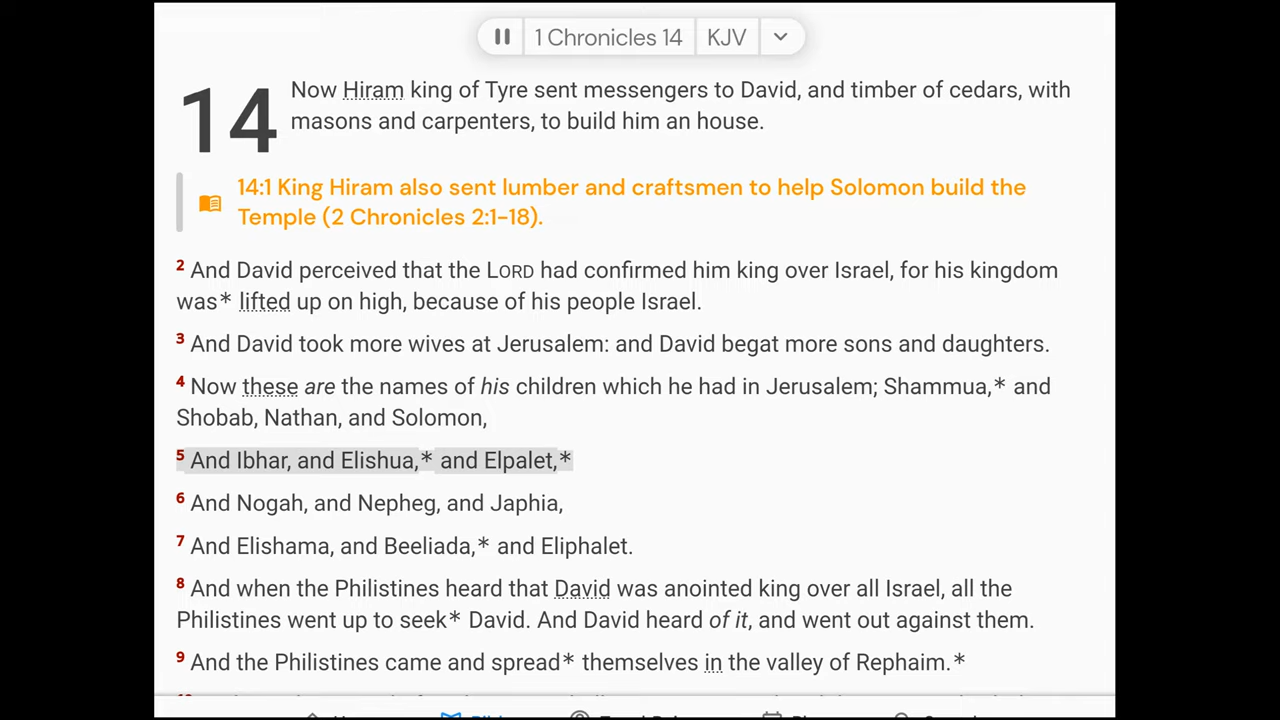 1 Chronicles 14 KJV
14 Now Hiram king of Tyre sent messengers to David, and timber of cedars, with
masons and carpenters, to build him an house.
14:1 King Hiram also sent lumber and craftsmen to help Solomon build the
Temple (2 Chronicles 2:1–18).
2 And David perceived that the LORD had confirmed him king over Israel, for his kingdom
was* lifted up on high, because of his people Israel.
3 And David took more wives at Jerusalem: and David begat more sons and daughters.
4 Now these are the names of his children which he had in Jerusalem; Shammua,* and
Shobab, Nathan, and Solomon,
5 And Ibhar, and Elishua,* and Elpalet,*
6 And Nogah, and Nepheg, and Japhia,
7 And Elishama, and Beeliada,* and Eliphalet.
8 And when the Philistines heard that David was anointed king over all Israel, all the
Philistines went up to seek* David. And David heard of it, and went out against them.
9 And the Philistines came and spread* themselves in the valley of Rephaim.*